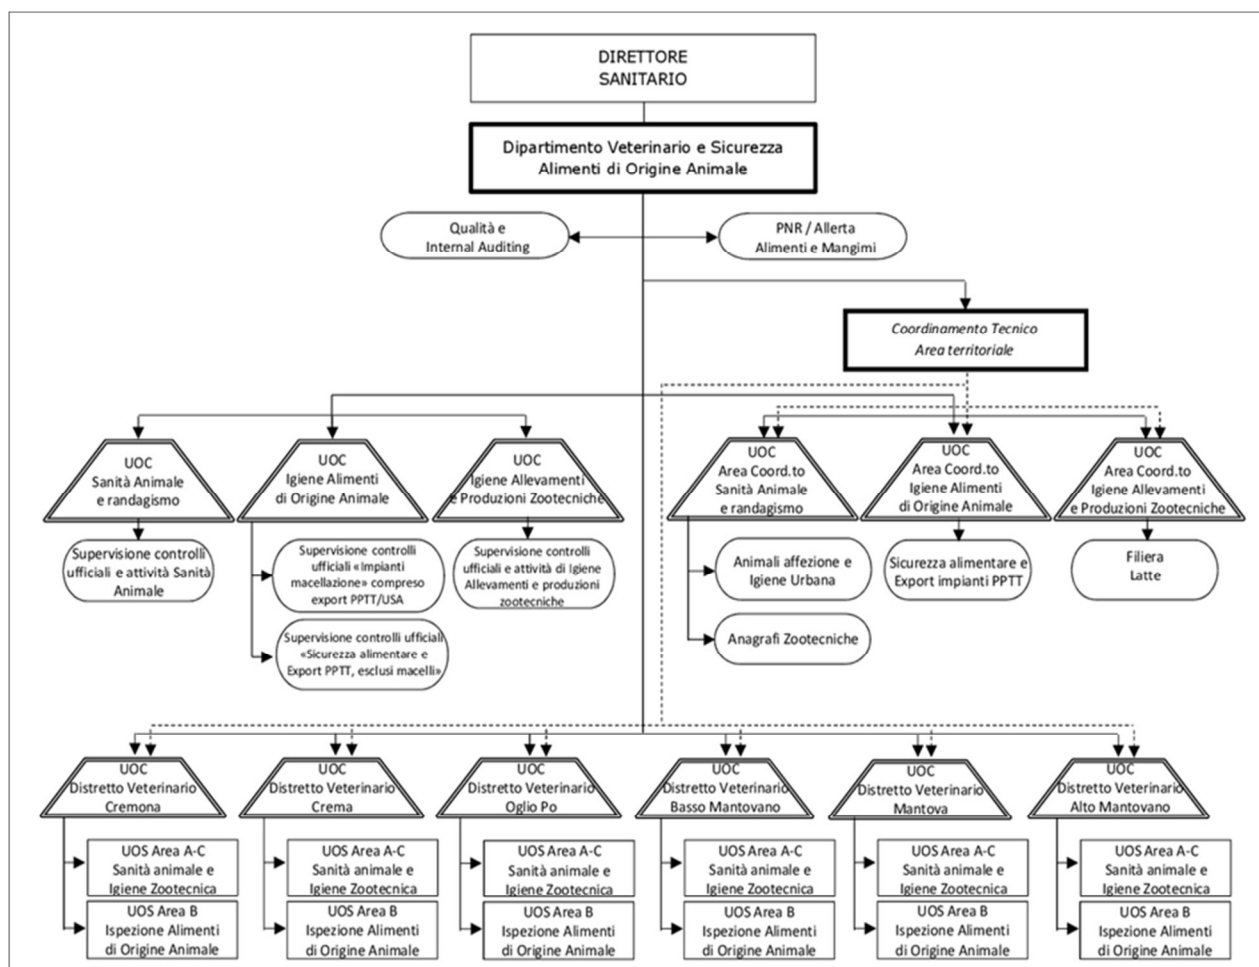 DIRETTORE
SANITARIO
Dipartimento Veterinario e Sicurezza
Alimenti di Origine Animale
Qualità e
Internal Auditing
PNR / Allerta
Alimenti e Mangimi
Coordinamento Tecnico
Area territoriale
UOC
Sanità Animale
e randagismo
UOC
Igiene Alimenti
di Origine Animale
UOC
Igiene Allevamenti
e Produzioni Zootecniche
UOC
Area Coord.to
Sanità Animale
e randagismo
UOC
Area Coord.to
Igiene Alimenti
di Origine Animale
UOC
Area Coord.to
Igiene Allevamenti
e Produzioni Zootecniche
Supervisione controlli
ufficiali e attività Sanità
Animale
Supervisione controlli
ufficiali «Impianti
macellazione» compreso
export PPTT/USA
Supervisione controlli ufficiali
«Sicurezza alimentare e
Export PPTT, esclusi macelli»
Supervisione controlli
ufficiali e attività di Igiene
Allevamenti e produzioni
zootecniche
Animali affezione e
Igiene Urbana
Anagrafi Zootecniche
Sicurezza alimentare e
Export impianti PPTT
Filiera
Latte
UOC
Distretto Veterinario
Cremona
UOC
Distretto Veterinario
Crema
UOC
Distretto Veterinario
Oglio Po
UOC
Distretto Veterinario
Basso Mantovano
UOC
Distretto Veterinario
Mantova
UOC
Distretto Veterinario
Alto Mantovano
UOS Area A-C
Sanità animale e
Igiene Zootecnica
UOS Area A-C
Sanità animale e
Igiene Zootecnica
UOS Area A-C
Sanità animale e
Igiene Zootecnica
UOS Area A-C
Sanità animale e
Igiene Zootecnica
UOS Area A-C
Sanità animale e
Igiene Zootecnica
UOS Area A-C
Sanità animale e
Igiene Zootecnica
UOS Area B
Ispezione Alimenti
di Origine Animale
UOS Area B
Ispezione Alimenti
di Origine Animale
UOS Area B
Ispezione Alimenti
di Origine Animale
UOS Area B
Ispezione Alimenti
di Origine Animale
UOS Area B
Ispezione Alimenti
di Origine Animale
UOS Area B
Ispezione Alimenti
di Origine Animale